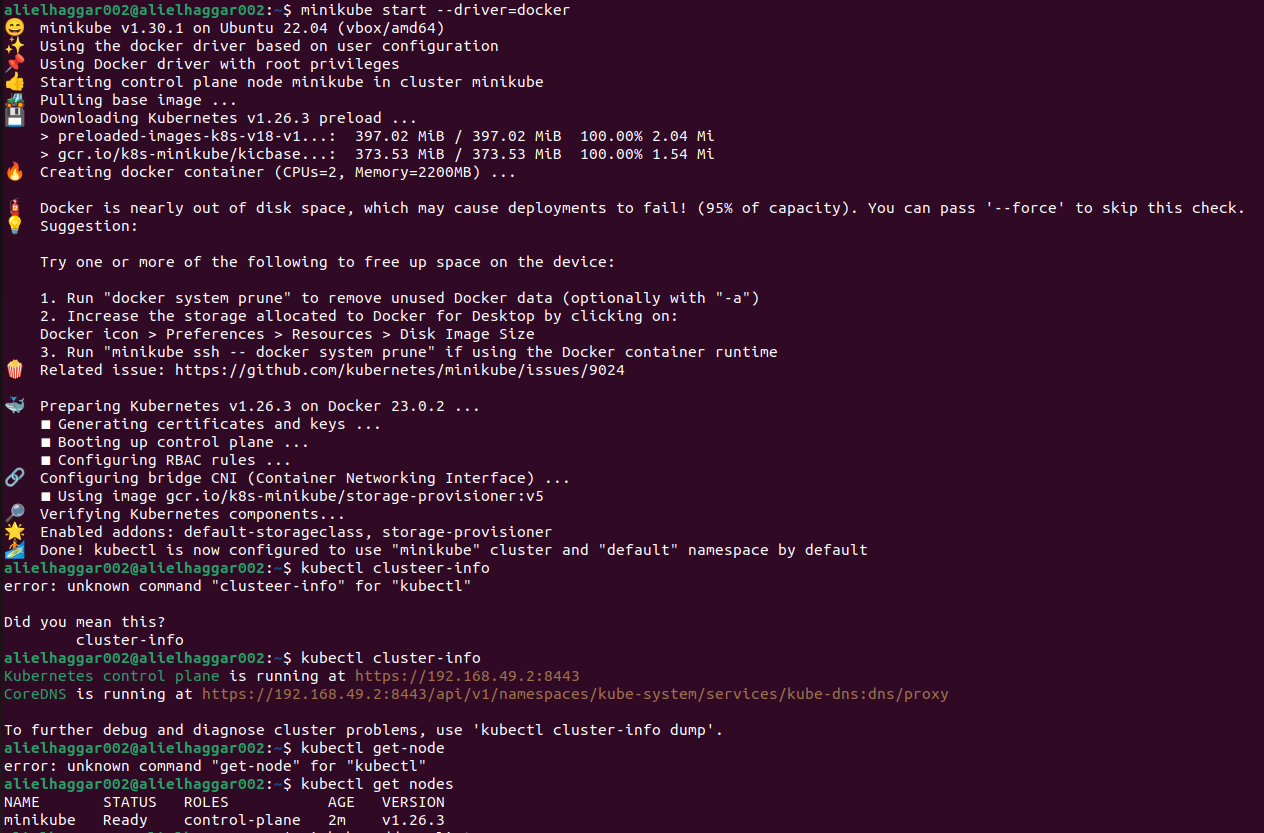 alielhaggar002@alielhaggar002:~$ minikube start --driver=docker
😄 minikube v1.30.1 on Ubuntu 22.04 (vbox/amd64)
✨ Using the docker driver based on user configuration
📌 Using Docker driver with root privileges
👍 Starting control plane node minikube in cluster minikube
🚜 Pulling base image ...
💾 Downloading Kubernetes v1.26.3 preload ...
> preloaded-images-k8s-v18-v1...: 397.02 MiB / 397.02 MiB 100.00% 2.04 Mi
> gcr.io/k8s-minikube/kicbase...: 373.53 MiB / 373.53 MiB 100.00% 1.54 Mi
🔥 Creating docker container (CPUs=2, Memory=2200MB) ...
🧯 Docker is nearly out of disk space, which may cause deployments to fail! (95% of capacity). You can pass '--force' to skip this check.
💡 Suggestion:
Try one or more of the following to free up space on the device:
1. Run "docker system prune" to remove unused Docker data (optionally with "-a")
2. Increase the storage allocated to Docker for Desktop by clicking on:
Docker icon > Preferences > Resources > Disk Image Size
3. Run "minikube ssh -- docker system prune" if using the Docker container runtime
🍿 Related issue: https://github.com/kubernetes/minikube/issues/9024
🐳 Preparing Kubernetes v1.26.3 on Docker 23.0.2 ...
■ Generating certificates and keys ...
■ Booting up control plane ...
■ Configuring RBAC rules ...
🔗 Configuring bridge CNI (Container Networking Interface) ...
■ Using image gcr.io/k8s-minikube/storage-provisioner:v5
🔎 Verifying Kubernetes components...
🌟 Enabled addons: default-storageclass, storage-provisioner
🏄 Done! kubectl is now configured to use "minikube" cluster and "default" namespace by default
alielhaggar002@alielhaggar002:~$ kubectl clusteer-info
error: unknown command "clusteer-info" for "kubectl"
Did you mean this?
cluster-info
alielhaggar002@alielhaggar002:~$ kubectl cluster-info
Kubernetes control plane is running at https://192.168.49.2:8443
CoreDNS is running at https://192.168.49.2:8443/api/v1/namespaces/kube-system/services/kube-dns:dns/proxy
To further debug and diagnose cluster problems, use 'kubectl cluster-info dump'.
alielhaggar002@alielhaggar002:~$ kubectl get-node
error: unknown command "get-node" for "kubectl"
alielhaggar002@alielhaggar002:~$ kubectl get nodes
NAME STATUS ROLES AGE VERSION
minikube Ready control-plane 2m v1.26.3